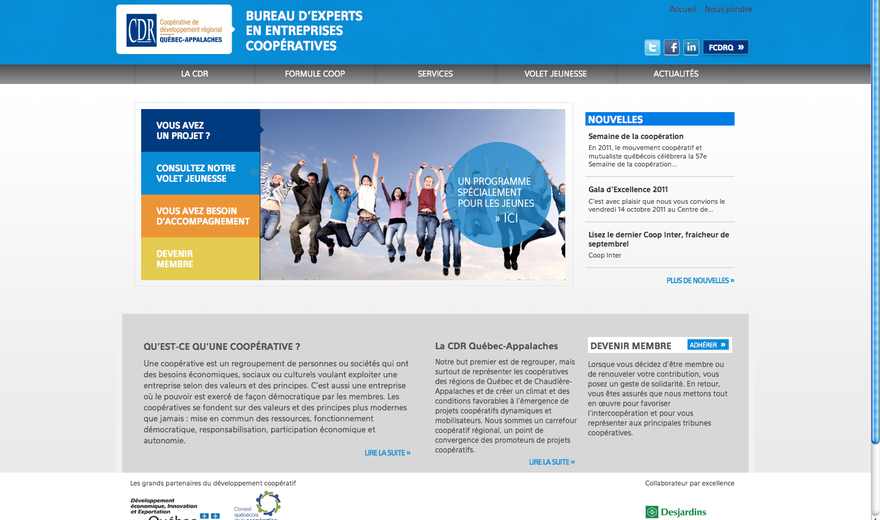 Accueil Nous joindre
CDR
Coopérative de
développement régional
QUÉBEC-APPALACHES
BUREAU D'EXPERTS
EN ENTREPRISES
COOPÉRATIVES
FCDRQ »
LA CDR
FORMULE COOP
SERVICES
VOLET JEUNESSE
ACTUALITÉS
VOUS AVEZ
UN PROJET ?
CONSULTEZ NOTRE
VOLET JEUNESSE
VOUS AVEZ BESOIN
D'ACCOMPAGNEMENT
DEVENIR
MEMBRE
UN PROGRAMME
SPÉCIALEMENT
POUR LES JEUNES
» ICI
NOUVELLES
Semaine de la coopération
En 2011, le mouvement coopératif et
mutualiste québécois célèbrera la 57e
Semaine de la coopération...
Gala d'Excellence 2011
C'est avec plaisir que nous vous convions le
vendredi 14 octobre 2011 au Centre de...
Lisez le dernier Coop Inter, fraicheur de
septembre!
Coop Inter
PLUS DE NOUVELLES »
QU'EST-CE QU'UNE COOPÉRATIVE ?
Une coopérative est un regroupement de personnes ou sociétés qui ont
des besoins économiques, sociaux ou culturels voulant exploiter une
entreprise selon des valeurs et des principes. C'est aussi une entreprise
où le pouvoir est exercé de façon démocratique par les membres. Les
coopératives se fondent sur des valeurs et des principes plus modernes
que jamais : mise en commun des ressources, fonctionnement
démocratique, responsabilisation, participation économique et
autonomie.
LIRE LA SUITE »
La CDR Québec-Appalaches
Notre but premier est de regrouper, mais
surtout de représenter les coopératives
des régions de Québec et de Chaudière-
Appalaches et de créer un climat et des
conditions favorables à l'émergence de
projets coopératifs dynamiques et
mobilisateurs. Nous sommes un carrefour
coopératif régional, un point de
convergence des promoteurs de projets
coopératifs.
LIRE LA SUITE »
DEVENIR MEMBRE
ADHÉRER »
Lorsque vous décidez d'être membre ou
de renouveler votre contribution, vous
posez un geste de solidarité. En retour,
vous êtes assurés que nous mettons tout
en œuvre pour favoriser
l'intercoopération et pour vous
représenter aux principales tribunes
coopératives.
Les grands partenaires du développement coopératif
Développement
économique, Innovation
et Exportation
Québec
Conseil
québécois
Collaborateur par excellence
Desjardins